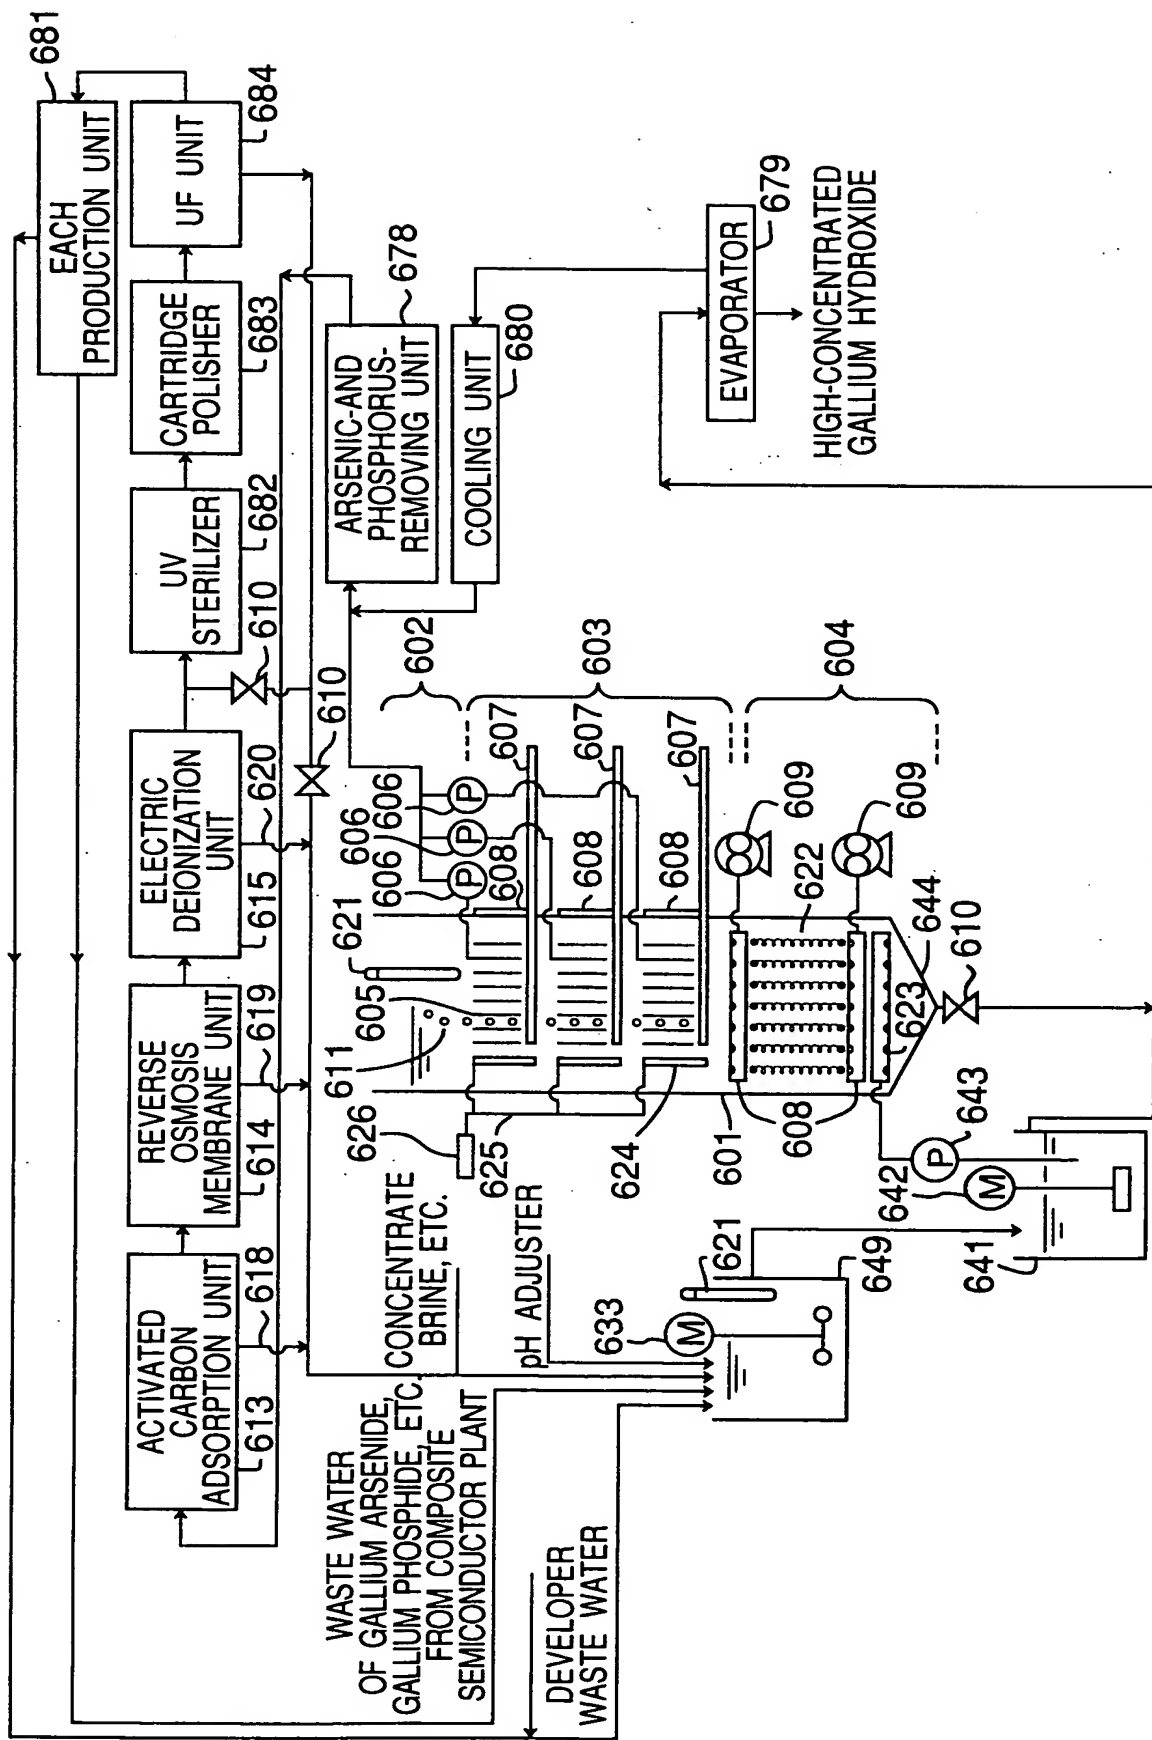 EACH
PRODUCTION UNIT
681
ACTIVATED
CARBON
ADSORPTION UNIT
613
618
REVERSE
OSMOSIS
MEMBRANE UNIT
614
619
ELECTRIC
DEIONIZATION
UNIT
615
620
610
UV
STERILIZER
682
CARTRIDGE
POLISHER
683
UF UNIT
684
610
ARSENIC-AND
PHOSPHORUS-
REMOVING UNIT
678
COOLING UNIT
680
EVAPORATOR
679
HIGH-CONCENTRATED
GALLIUM HYDROXIDE
WASTE WATER
OF GALLIUM ARSENIDE,
GALLIUM PHOSPHIDE, ETC.
FROM COMPOSITE
SEMICONDUCTOR PLANT
CONCENTRATE
BRINE, ETC.
pH ADJUSTER
DEVELOPER
WASTE WATER
626
625
611
605
621
606
606
606
P
P
P
608
608
608
607
607
607
602
603
604
624
601
608
609
609
622
623
644
610
643
P
642
M
641
633
M
621
649